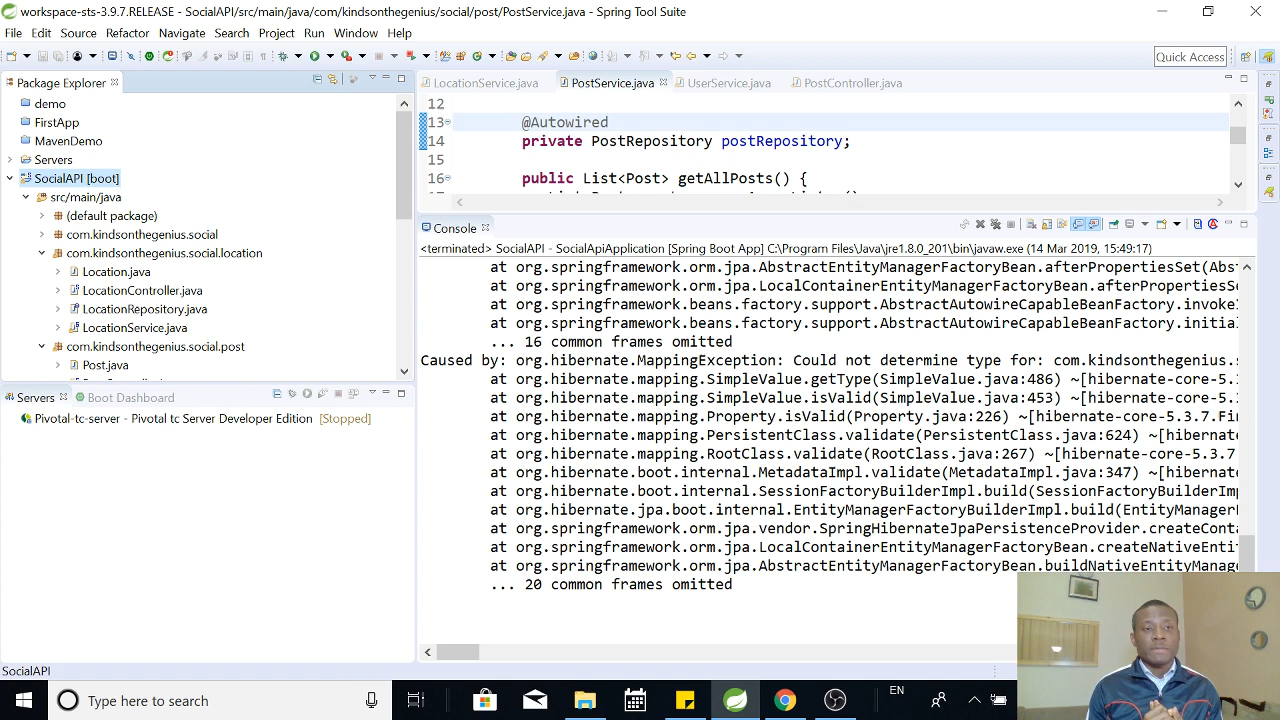 workspace-sts-3.9.7.RELEASE - SocialAPI/src/main/java/com/kindsonthegenius/social/post/PostService.java - Spring Tool Suite
File Edit Source Refactor Navigate Search Project Run Window Help
Quick Access
Package Explorer
demo
FirstApp
MavenDemo
Servers
SocialAPI [boot]
src/main/java
(default package)
com.kindsonthegenius.social
com.kindsonthegenius.social.location
Location.java
LocationController.java
LocationRepository.java
LocationService.java
com.kindsonthegenius.social.post
Post.java
LocationService.java PostService.java UserService.java PostController.java
12
13 @Autowired
14 private PostRepository postRepository;
15
16 public List<Post> getAllPosts() {
Console
<terminated> SocialAPI - SocialApiApplication [Spring Boot App] C:\Program Files\Java\jre1.8.0_201\bin\javaw.exe (14 Mar 2019, 15:49:17)
at org.springframework.orm.jpa.AbstractEntityManagerFactoryBean.afterPropertiesSet(Abs
at org.springframework.orm.jpa.LocalContainerEntityManagerFactoryBean.afterPropertiesS
at org.springframework.beans.factory.support.AbstractAutowireCapableBeanFactory.invoke
at org.springframework.beans.factory.support.AbstractAutowireCapableBeanFactory.initia
... 16 common frames omitted
Caused by: org.hibernate.MappingException: Could not determine type for: com.kindsonthegenius.
at org.hibernate.mapping.SimpleValue.getType(SimpleValue.java:486) ~[hibernate-core-5.3
at org.hibernate.mapping.SimpleValue.isValid(SimpleValue.java:453) ~[hibernate-core-5.3
at org.hibernate.mapping.Property.isValid(Property.java:226) ~[hibernate-core-5.3.7.Fin
at org.hibernate.mapping.PersistentClass.validate(PersistentClass.java:624) ~[hibernate
at org.hibernate.mapping.RootClass.validate(RootClass.java:267) ~[hibernate-core-5.3.7
at org.hibernate.boot.internal.MetadataImpl.validate(MetadataImpl.java:347) ~[hibernate
at org.hibernate.boot.internal.SessionFactoryBuilderImpl.build(SessionFactoryBuilderImp
at org.hibernate.jpa.boot.internal.EntityManagerFactoryBuilderImpl.build(EntityManager
at org.springframework.orm.jpa.vendor.SpringHibernateJpaPersistenceProvider.createCont
at org.springframework.orm.jpa.LocalContainerEntityManagerFactoryBean.createNativeEnti
at org.springframework.orm.jpa.AbstractEntityManagerFactoryBean.buildNativeEntityManag
... 20 common frames omitted
Servers Boot Dashboard
Pivotal-tc-server - Pivotal tc Server Developer Edition [Stopped]
SocialAPI
Type here to search
EN